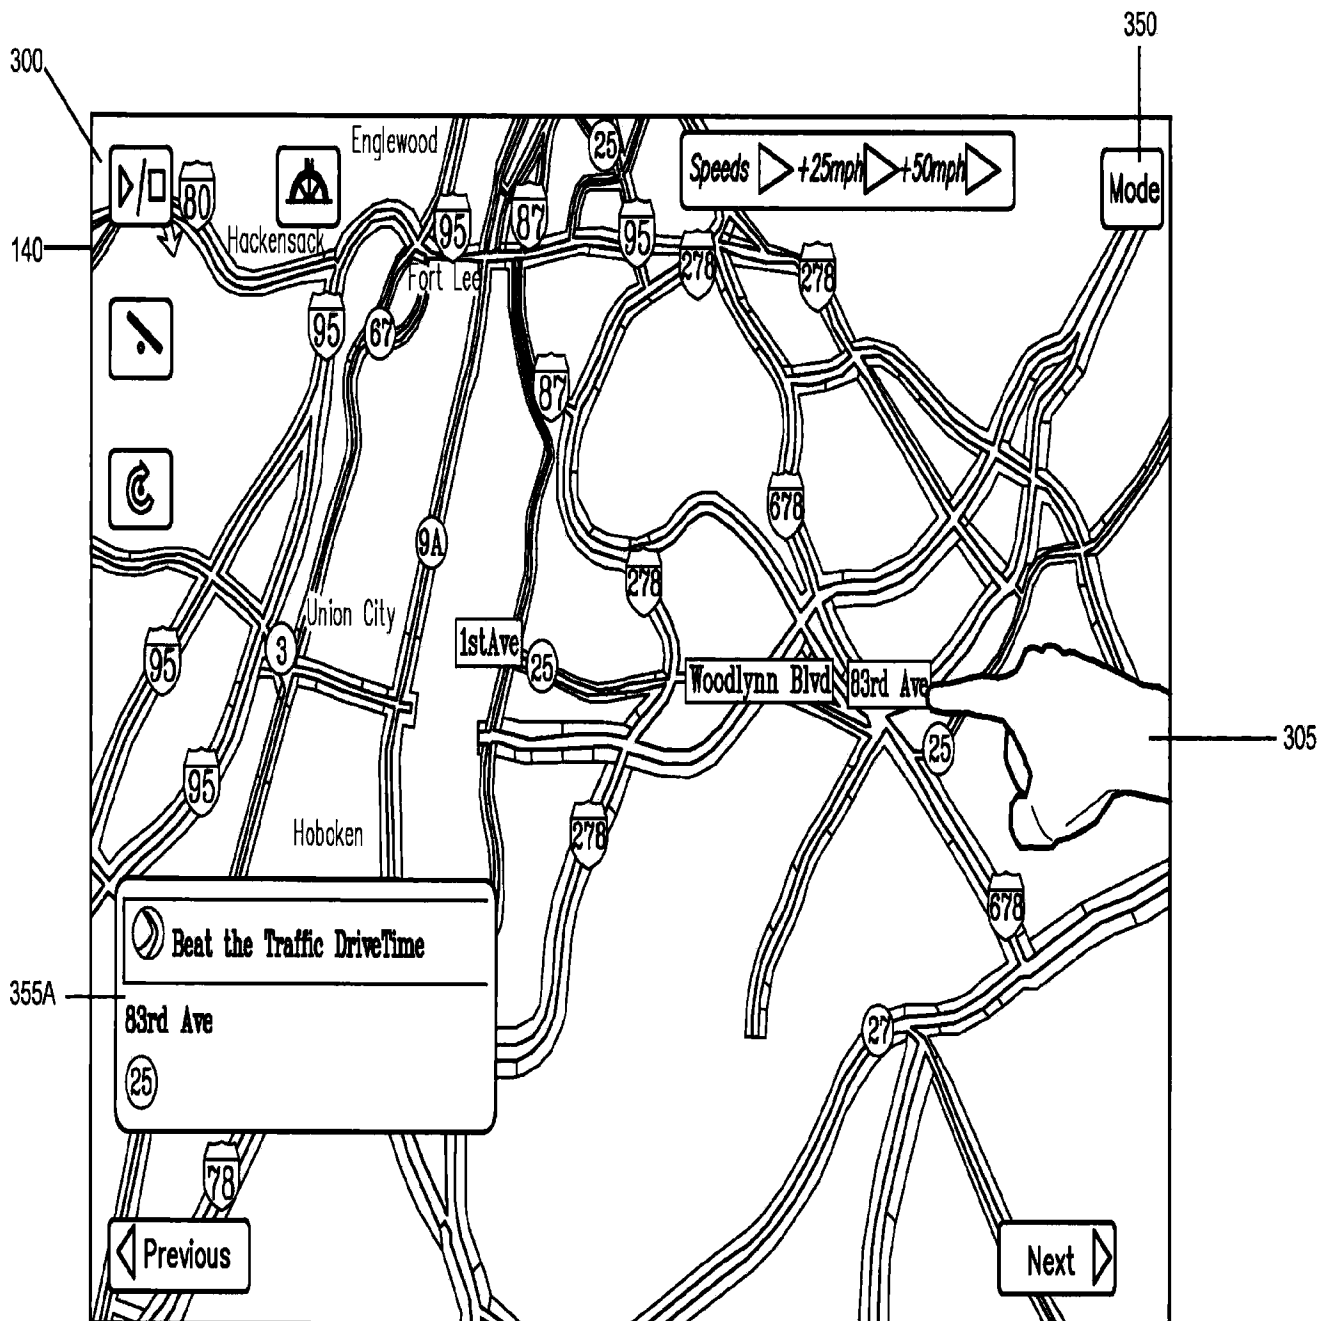 350
300
Englewood
25
Speeds +25mph +50mph
Mode
80
87
95
95
Hackensack
140
278
278
Fort Lee
95
67
87
678
9A
278
Union City
1stAve
3
95
25
Woodlynn Blvd
83rd Ave
25
305
95
278
Hoboken
678
Beat the Traffic DriveTime
355A
83rd Ave
27
25
78
Previous
Next